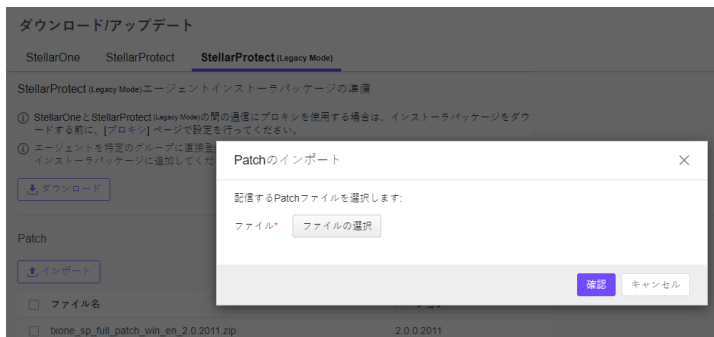 ダウンロード/アップデート
StellarOne StellarProtect StellarProtect (Legacy Mode)
StellarProtect (Legacy Mode)エージェントインストーラパッケージの準備
StellarOneとStellarProtect (Legacy Mode)の間の通信にプロキシを使用する場合は、インストーラパッケージをダウ
ンロードする前に、[プロキシ] ページで設定を行ってください。
エージェントを特定のグループに直接登
インストーラパッケージに追加してくだ
ダウンロード
Patchのインポート
配信するPatchファイルを選択します:
ファイル* ファイルの選択
確認 キャンセル
Patch
インポート
ファイル名
txone_sp_full_patch_win_en_2.0.2011.zip 2.0.0.2011